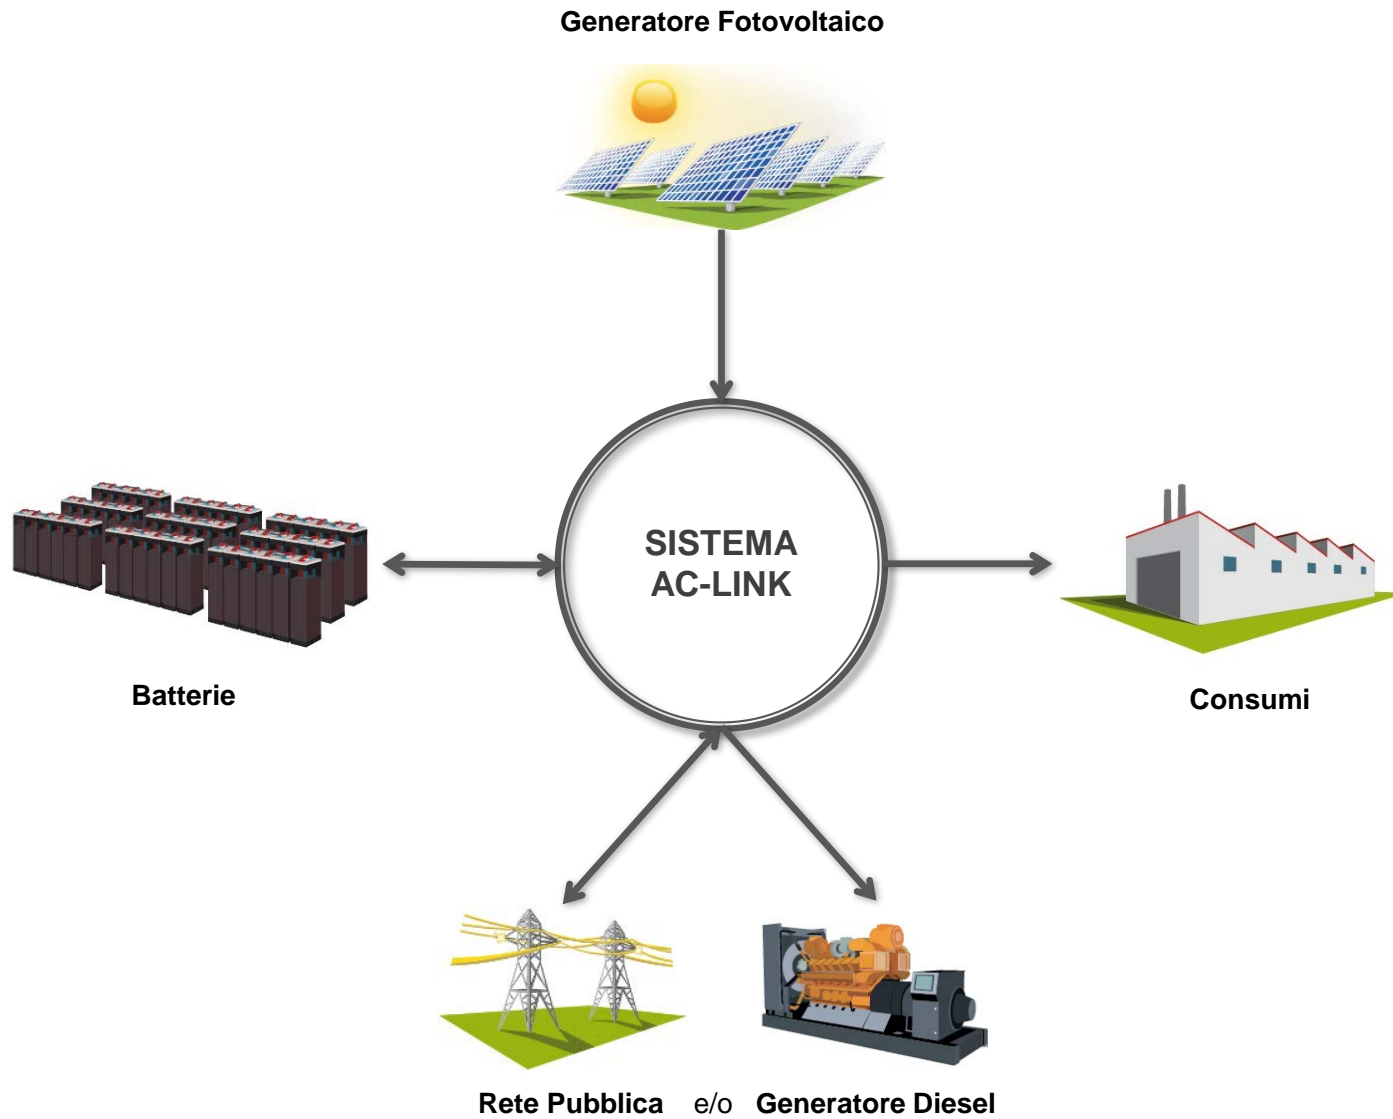 Generatore Fotovoltaico
SISTEMA
AC-LINK
Batterie
Consumi
Rete Pubblica e/o Generatore Diesel